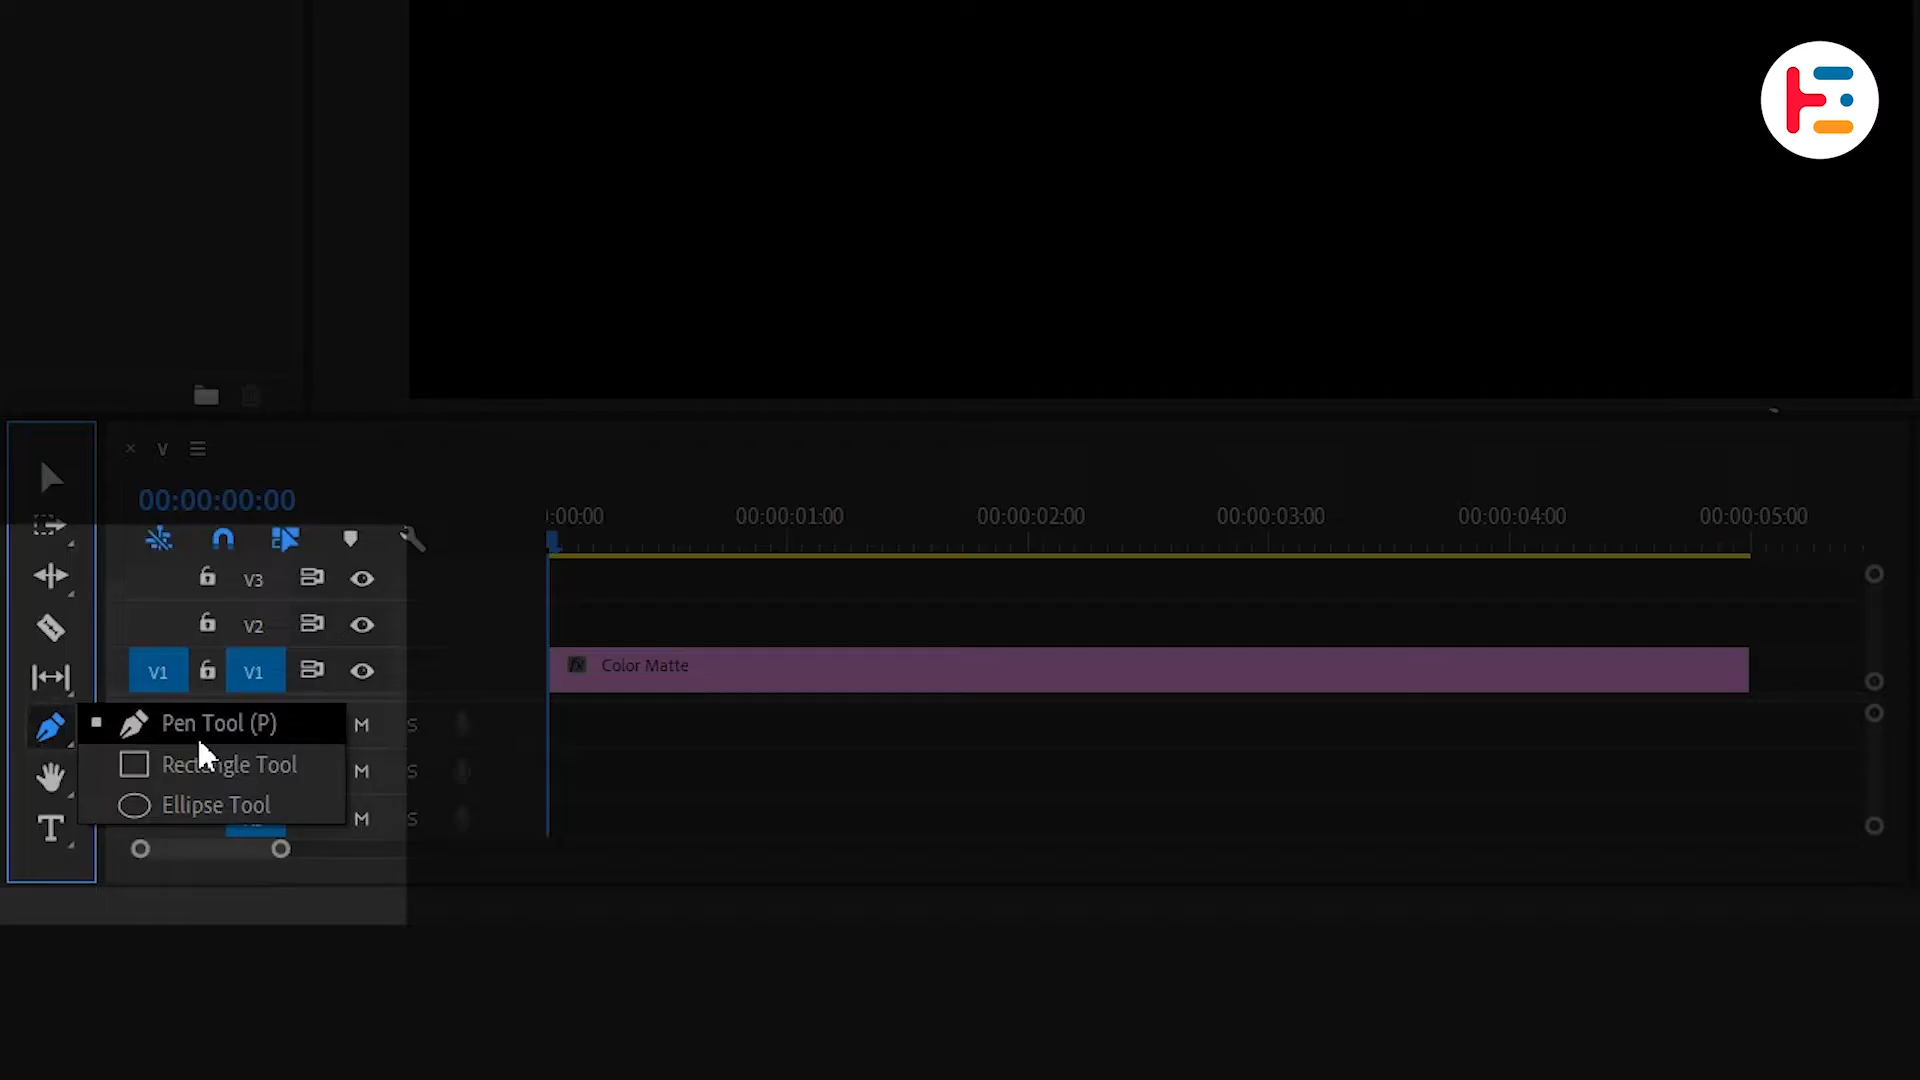 V
00:00:00:00
:00:00
00:00:01:00
00:00:02:00
00:00:03:00
00:00:04:00
00:00:05:00
V3
V2
V1
V1
fx Color Matte
Pen Tool (P)
M
S
Rectangle Tool
M
S
Ellipse Tool
M
S